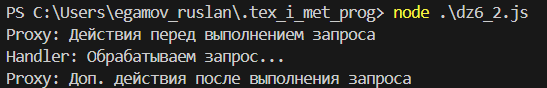 PS C:\Users\egamov_ruslan\.tex_i_met_prog> node .\dz6_2.js
Proxy: Действия перед выполнением запроса
Handler: Обрабатываем запрос...
Proxy: Доп. действия после выполнения запроса